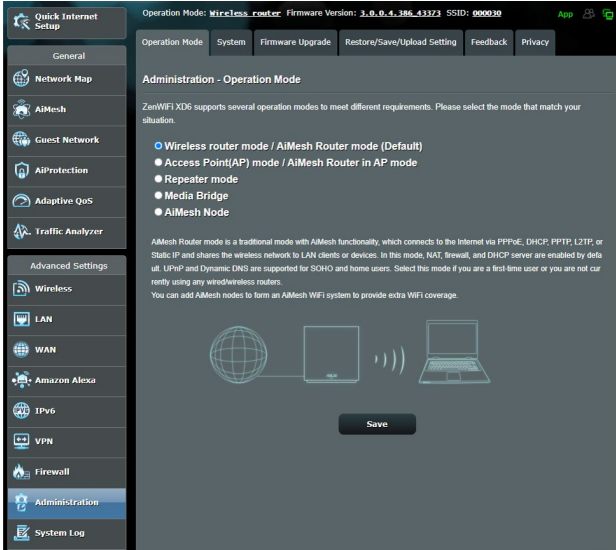 Quick Internet
Setup
Operation Mode: Wireless router Firmware Version: 3.0.0.4.386_43373 SSID: 000030
App
Operation Mode
System
Firmware Upgrade
Restore/Save/Upload Setting
Feedback
Privacy
General
Network Map
AiMesh
Guest Network
AiProtection
Adaptive QoS
Traffic Analyzer
Advanced Settings
Wireless
LAN
WAN
Amazon Alexa
IPv6
VPN
Firewall
Administration
System Log
Administration - Operation Mode
ZenWiFi XD6 supports several operation modes to meet different requirements. Please select the mode that match your
situation.
Wireless router mode / AiMesh Router mode (Default)
Access Point(AP) mode / AiMesh Router in AP mode
Repeater mode
Media Bridge
AiMesh Node
AiMesh Router mode is a traditional mode with AiMesh functionality, which connects to the Internet via PPPoE, DHCP, PPTP, L2TP, or
Static IP and shares the wireless network to LAN clients or devices. In this mode, NAT, firewall, and DHCP server are enabled by defa
ult. UPnP and Dynamic DNS are supported for SOHO and home users. Select this mode if you are a first-time user or you are not cur
rently using any wired/wireless routers.
You can add AiMesh nodes to form an AiMesh WiFi system to provide extra WiFi coverage.
ASUS
Save